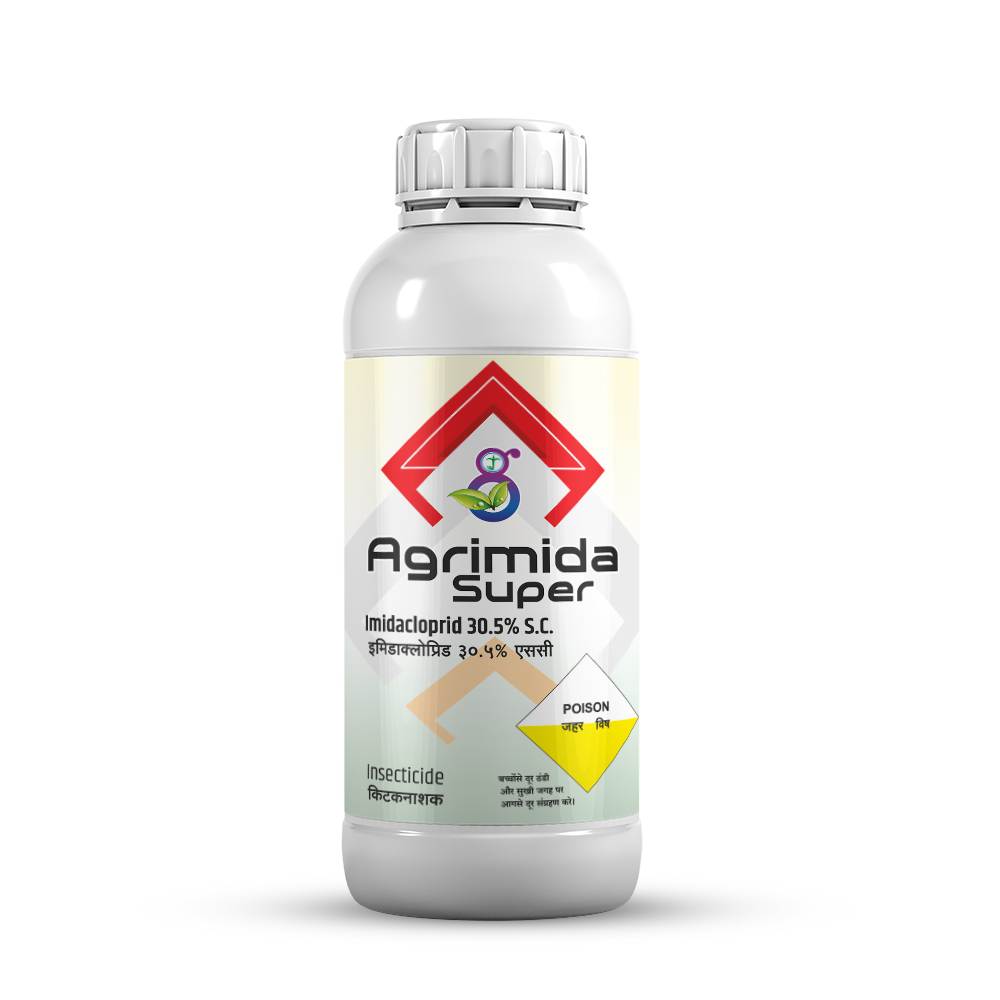 Agrimida
Super
Imidacloprid 30.5% S.C.
इमिडाक्लोप्रिड ३०.५% एससी
POISON
जहर विष
Insecticide
किटकनाशक
बच्चोंसे दूर ठंडी
और सुखी जगह पर
आगसे दूर संग्रहण करे।